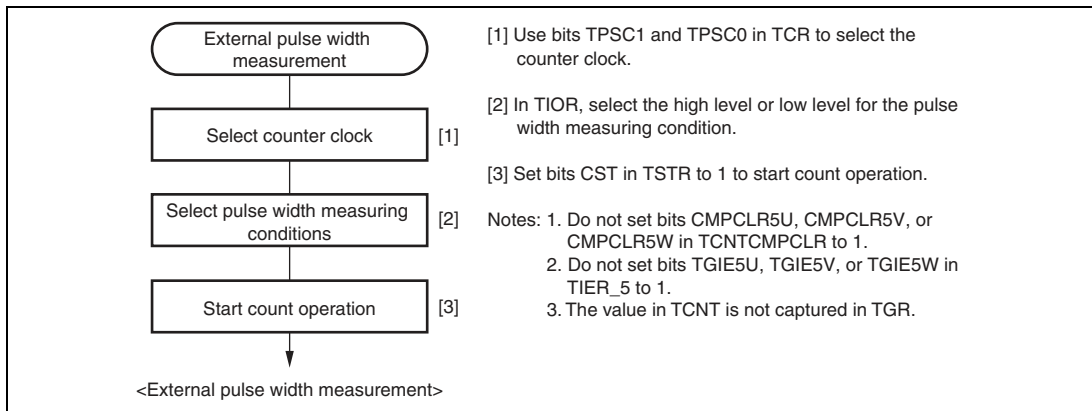 External pulse width
measurement
Select counter clock
[1]
Select pulse width measuring
conditions
[2]
Start count operation
[3]
<External pulse width measurement>
[1] Use bits TPSC1 and TPSC0 in TCR to select the
counter clock.
[2] In TIOR, select the high level or low level for the pulse
width measuring condition.
[3] Set bits CST in TSTR to 1 to start count operation.
Notes: 1. Do not set bits CMPCLR5U, CMPCLR5V, or
CMPCLR5W in TCNTCMPCLR to 1.
2. Do not set bits TGIE5U, TGIE5V, or TGIE5W in
TIER_5 to 1.
3. The value in TCNT is not captured in TGR.